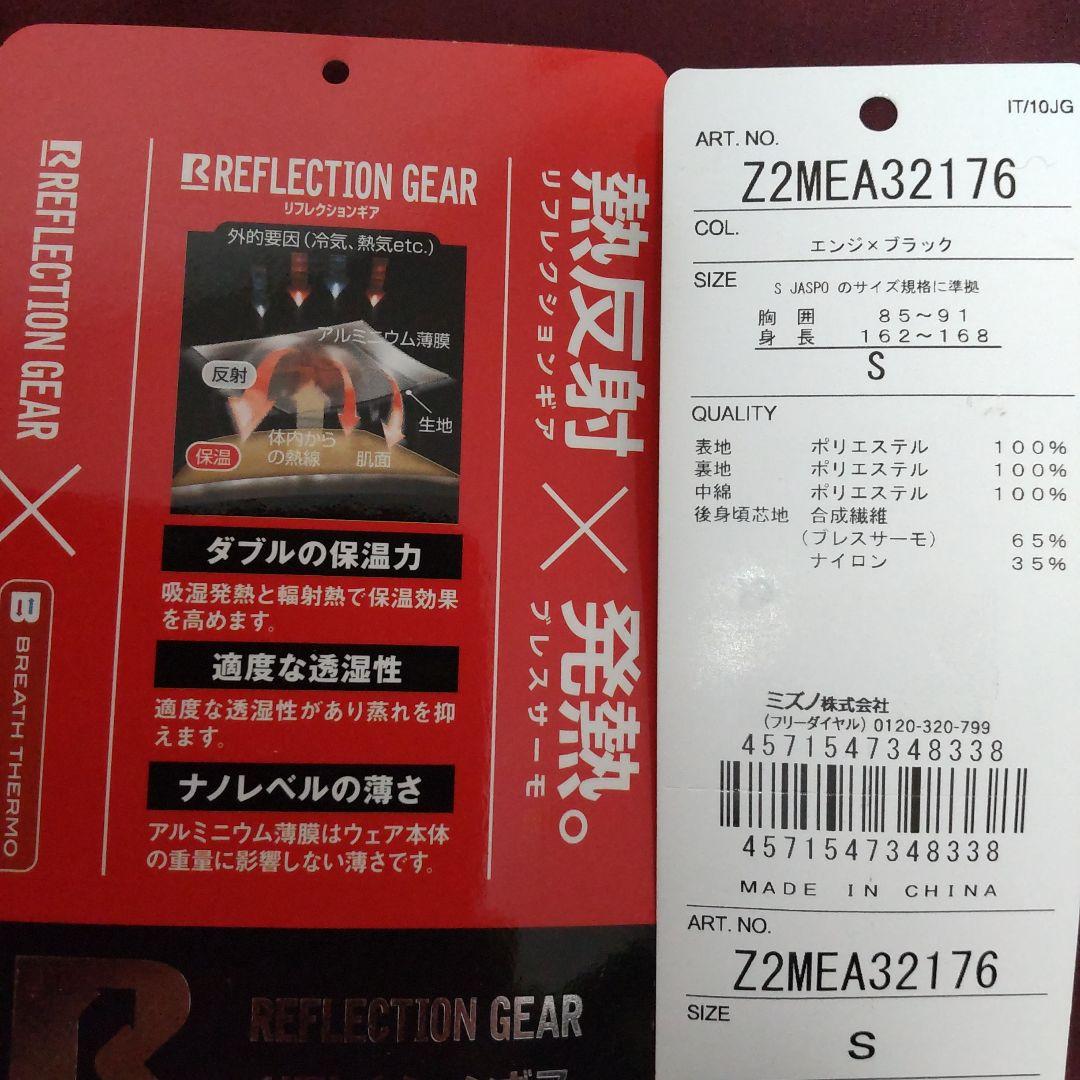 R REFLECTION GEAR
×
B BREATH THERMO
R REFLECTION GEAR
リフレクションギア
外的要因(冷気、熱気etc.)
アルミニウム薄膜
反射
生地
体内から
の熱線
肌面
保温
ダブルの保温力
吸湿発熱と輻射熱で保温効果
を高めます。
適度な透湿性
適度な透湿性があり蒸れを抑
えます。
ナノレベルの薄さ
アルミニウム薄膜はウェア本体
の重量に影響しない薄さです。
熱反射×発熱。
リフレクションギア
ブレスサーモ
R
REFLECTION GEAR
リフレクションギア
IT/10JG
ART. NO.
Z2MEA32176
COL.
エンジ×ブラック
SIZE
S JASPO のサイズ規格に準拠
胸 囲 85~91
身 長 162~168
S
QUALITY
表地 ポリエステル 100%
裏地 ポリエステル 100%
中綿 ポリエステル 100%
後身頃芯地 合成繊維
(ブレスサーモ) 65%
ナイロン 35%
ミズノ株式会社
(フリーダイヤル) 0120-320-799
4571547348338
4571547348338
MADE IN CHINA
ART. NO.
Z2MEA32176
SIZE
S